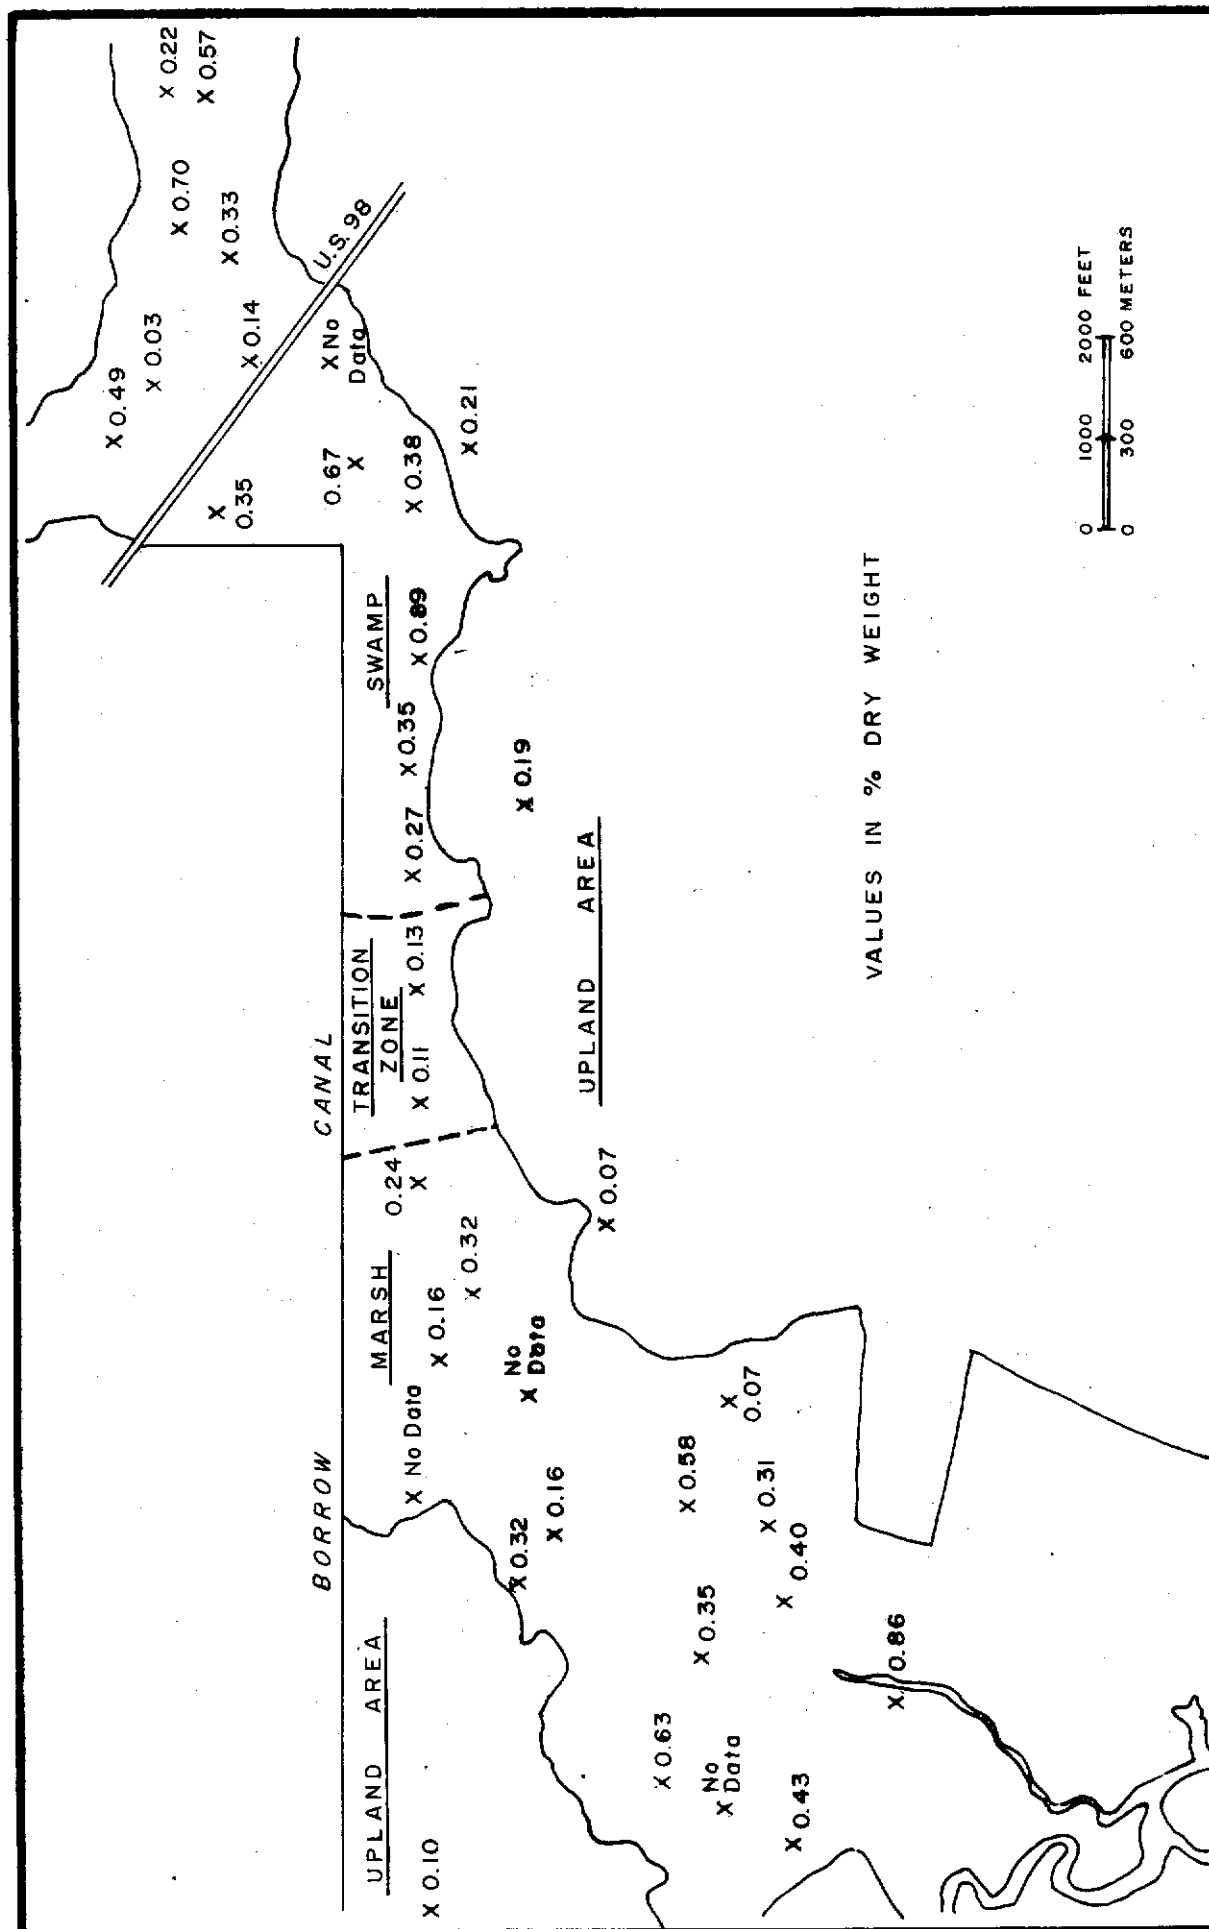 X 0.49
X 0.03
X 0.22
X 0.70
X 0.57
X 0.33
X 0.14
X
0.35
U.S. 98
BORROW CANAL
0.67
X
X No
Data
UPLAND AREA
MARSH
TRANSITION
ZONE
SWAMP
X 0.10
X No Data
0.24
X
X 0.11
X 0.13
X 0.27
X 0.35
X 0.89
X 0.38
X 0.16
X 0.32
X 0.21
X 0.32
No
X Data
X 0.19
X 0.16
UPLAND AREA
X 0.07
X 0.63
X 0.35
X 0.58
No
X Data
X
0.07
X 0.31
X 0.40
X 0.43
X 0.86
VALUES IN % DRY WEIGHT
0 1000 2000 FEET
0 300 600 METERS